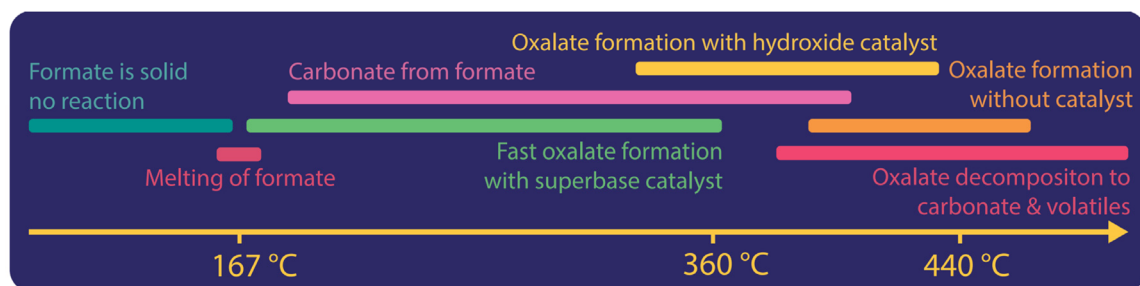 Oxalate formation with hydroxide catalyst
Formate is solid
no reaction
Carbonate from formate
Oxalate formation
without catalyst
Melting of formate
Fast oxalate formation
with superbase catalyst
Oxalate decompositon to
carbonate & volatiles
167 °C
360 °C
440 °C